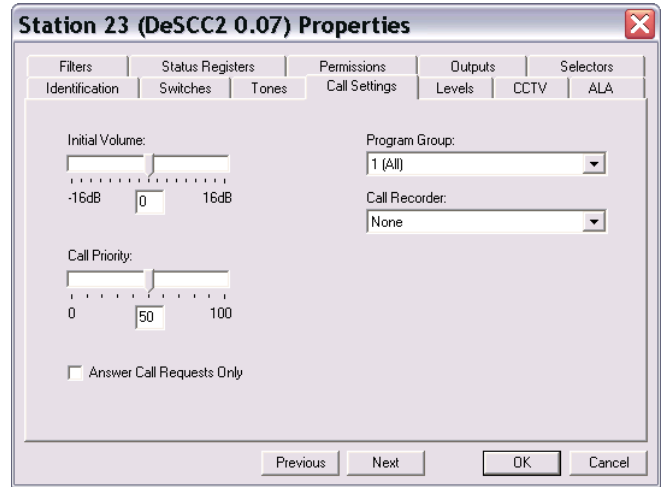 Station 23 (DeSCC2 0.07) Properties
Filters Status Registers Permissions Outputs Selectors
Identification Switches Tones Call Settings Levels CCTV ALA
Initial Volume:
-16dB 0 16dB
Program Group:
1 (All)
Call Recorder:
None
Call Priority:
0 50 100
Answer Call Requests Only
Previous Next OK Cancel